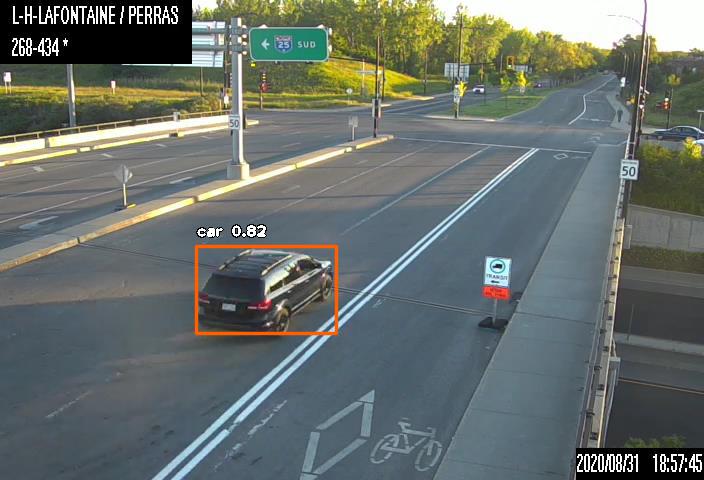 L-H-LAFONTAINE / PERRAS
268-434 *
25 SUD
50
50
car 0.82
TRANSIT
2020/08/31 18:57:45